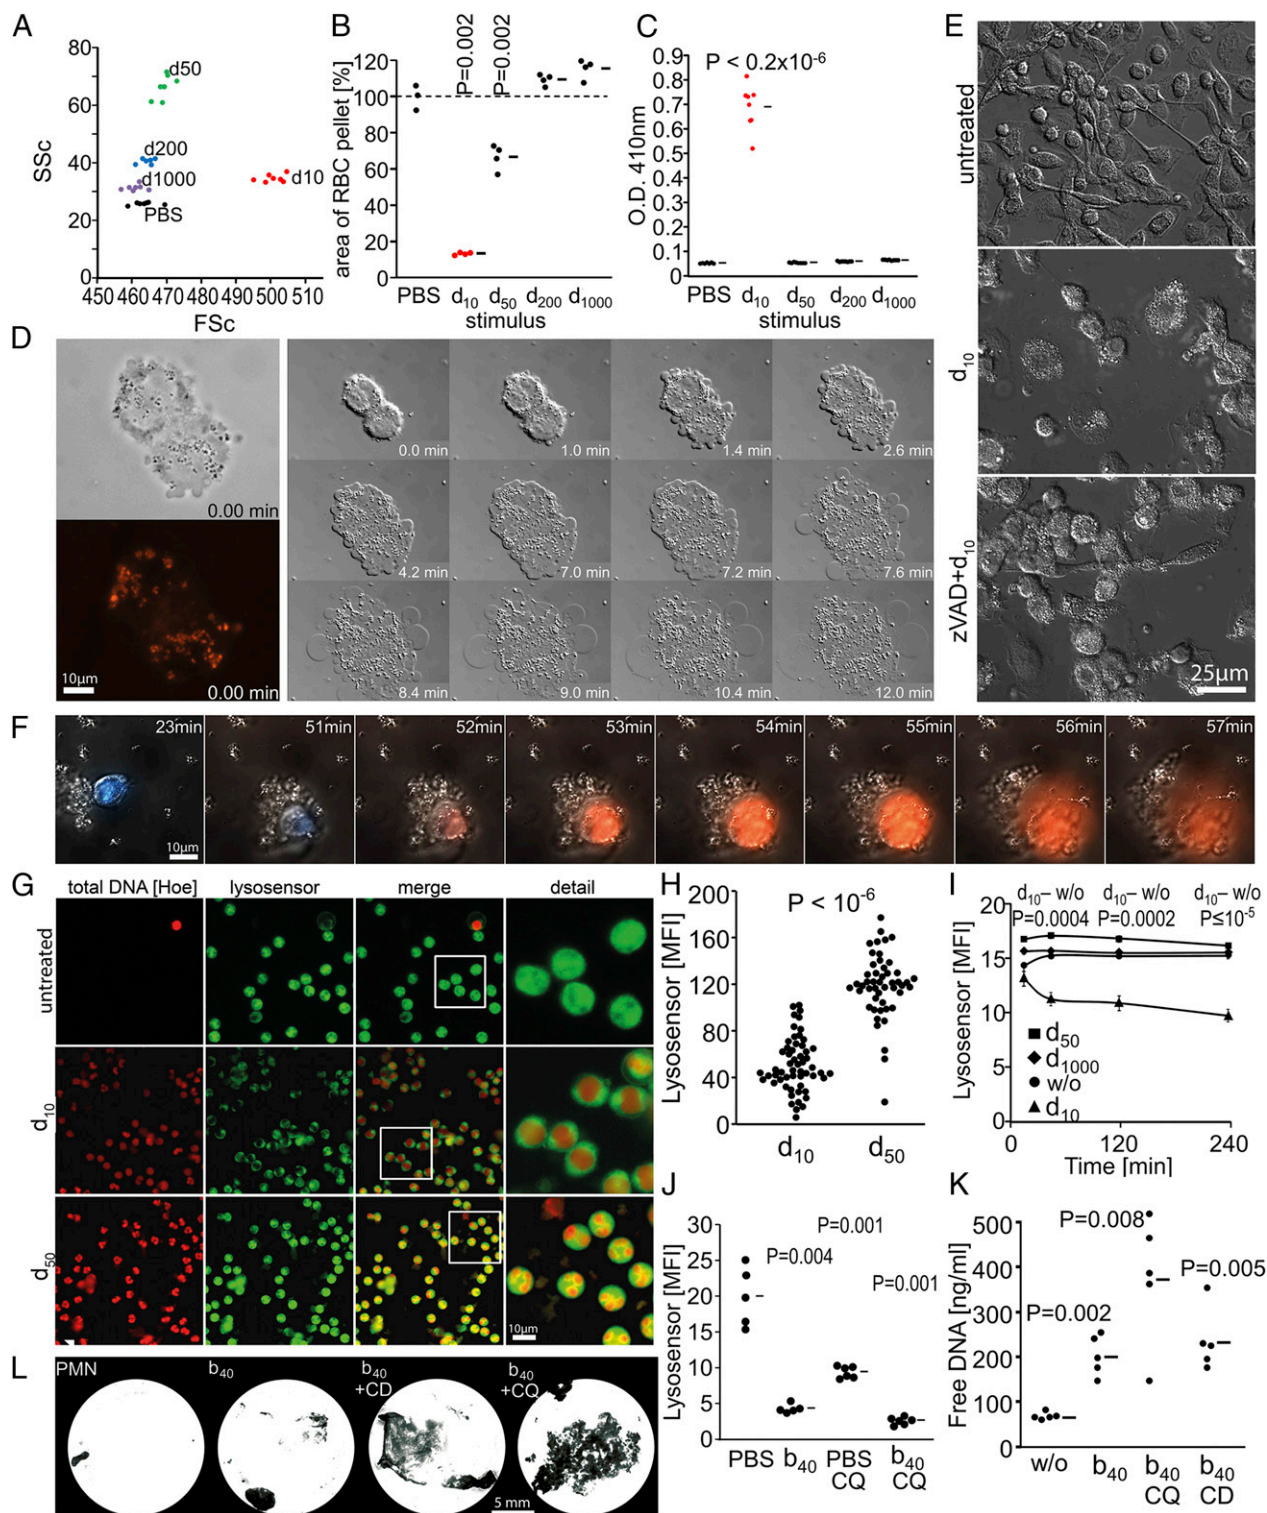 A
80
60
40
20
0
SSc
d50
d200
d1000
PBS
d10
450 460 470 480 490 500 510
FSc
B
120
100
80
60
40
20
0
area of RBC pellet [%]
P=0.002
P=0.002
PBS d10 d50 d200 d1000
stimulus
C
0.9
0.8
0.7
0.6
0.5
0.4
0.3
0.2
0.1
0
O.D. 410nm
P < 0.2x10-6
PBS d10 d50 d200 d1000
stimulus
D
0.00 min
10µm
0.00 min
0.0 min 1.0 min 1.4 min 2.6 min
4.2 min 7.0 min 7.2 min 7.6 min
8.4 min 9.0 min 10.4 min 12.0 min
E
untreated
d10
zVAD+d10
25µm
F
23min 51min 52min 53min 54min 55min 56min 57min
10µm
G
total DNA [Hoe] lysosensor merge detail
untreated
d10
d50
10µm
H
200
160
120
80
40
0
Lysosensor [MFI]
P < 10-6
d10 d50
I
d10– w/o d10– w/o d10– w/o
P=0.0004 P=0.0002 P≤10-5
20
15
10
5
0
Lysosensor [MFI]
d50
d1000
w/o
d10
0 120 240
Time [min]
J
30
25
20
15
10
5
0
Lysosensor [MFI]
P=0.004
P=0.001
P=0.001
PBS b40 PBS b40
CQ CQ
K
500
400
300
200
100
0
Free DNA [ng/ml]
P=0.002
P=0.008
P=0.005
w/o b40 b40 b40
CQ CD
L
PMN b40 b40 b40
+CD +CQ
5 mm